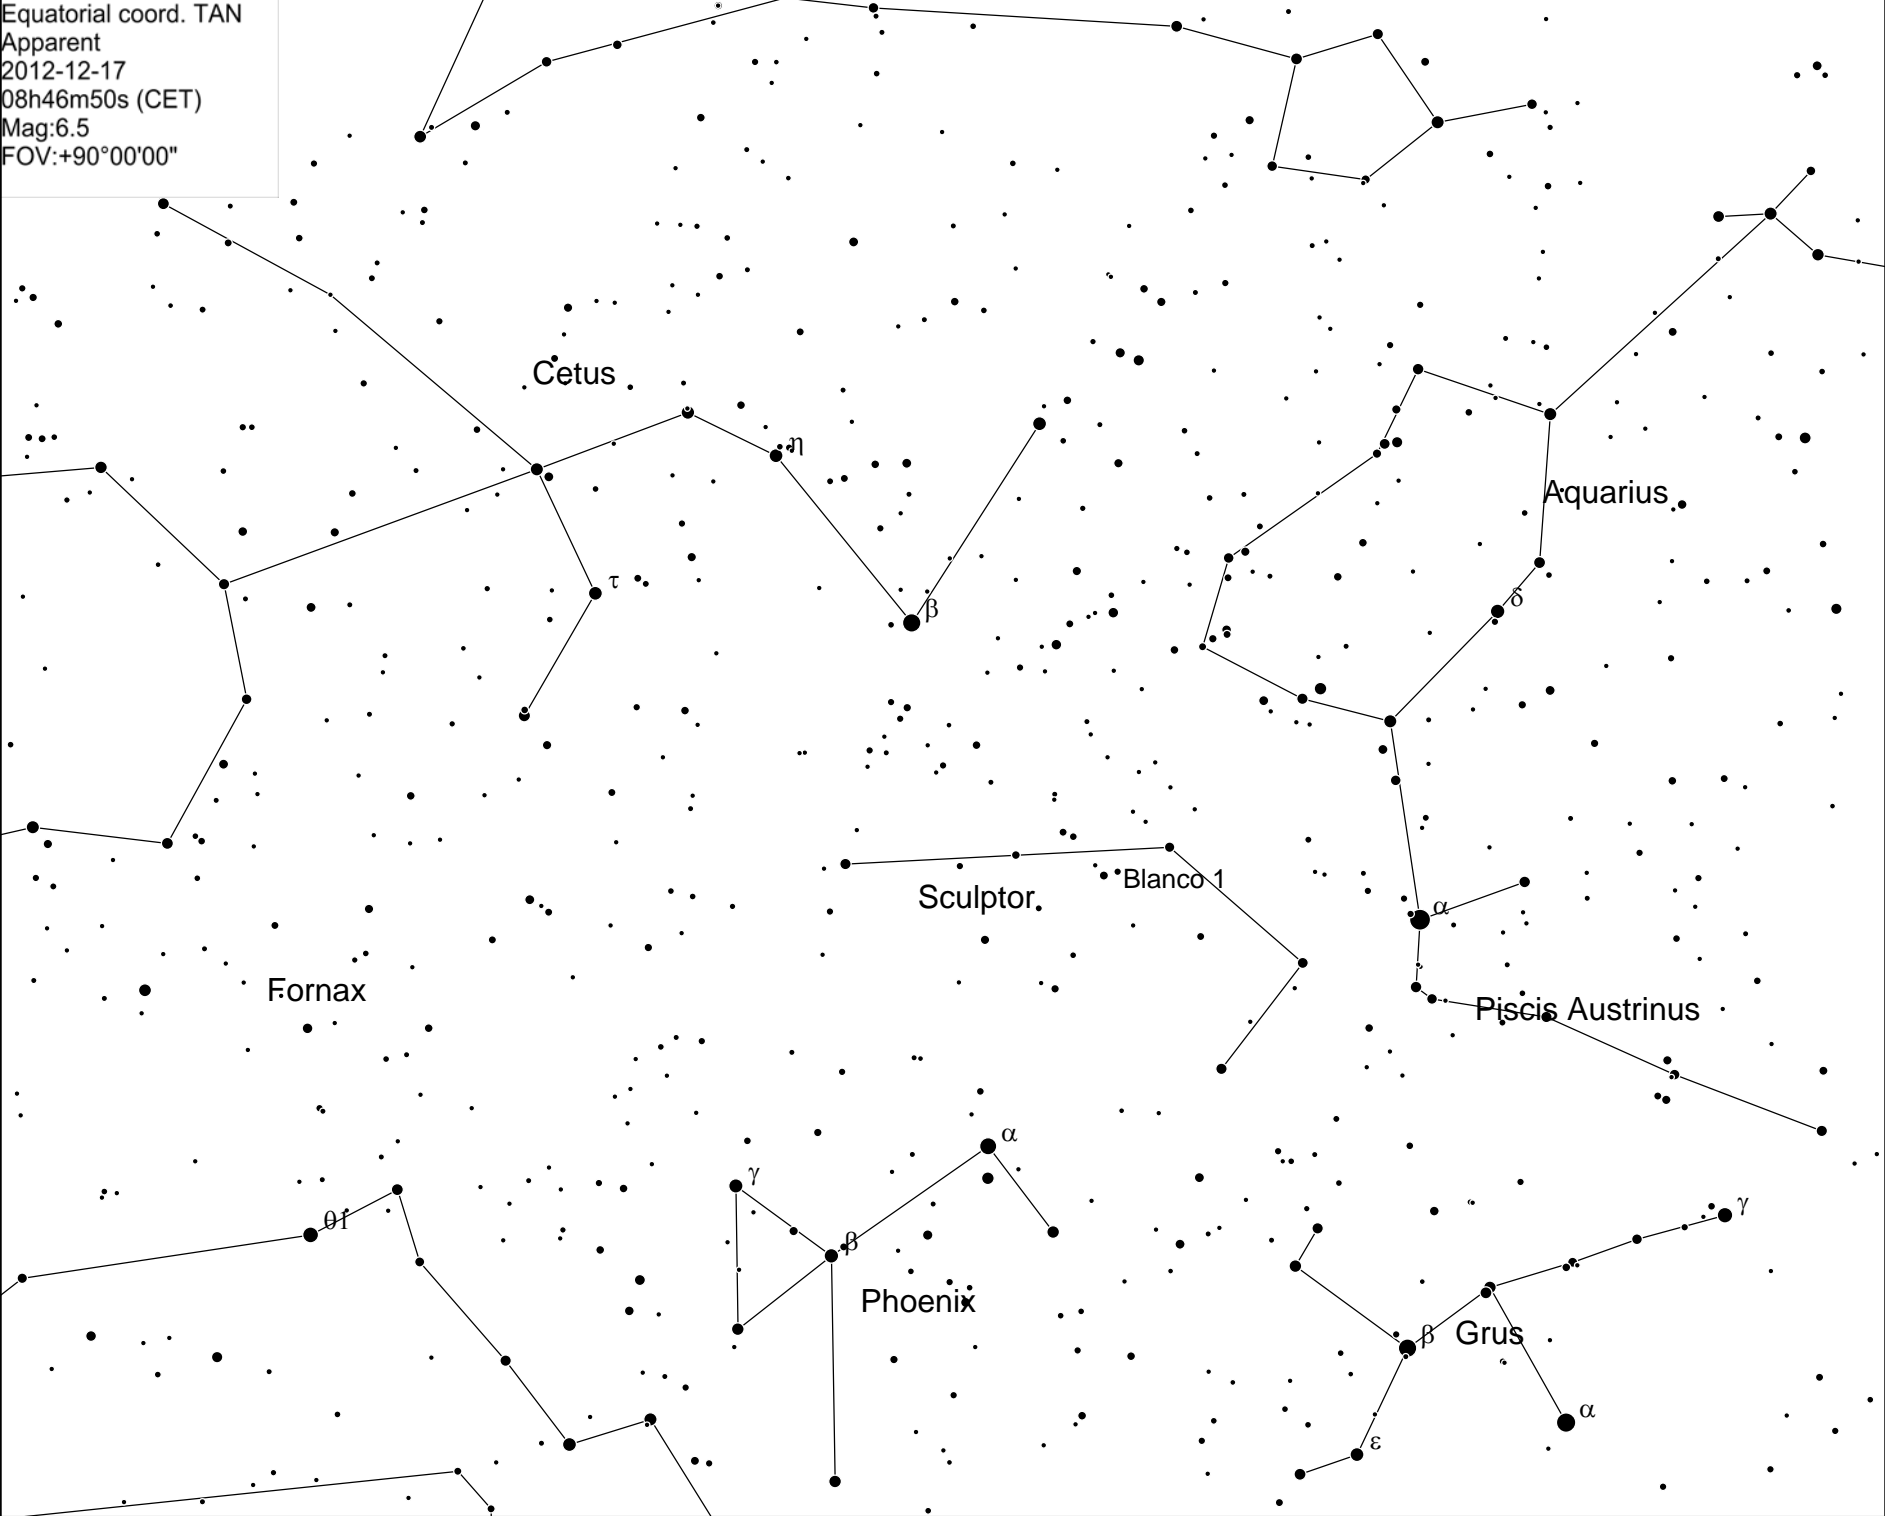 Equatorial coord. TAN
Apparent
2012-12-17
08h46m50s (CET)
Mag:6.5
FOV:+90°00'00"
Cetus
η
Aquarius
τ
δ
β
Blanco 1
Sculptor
α
Fornax
Piscis Austrinus
α
γ
γ
θ1
β
Phoenix
β
Grus
α
ε